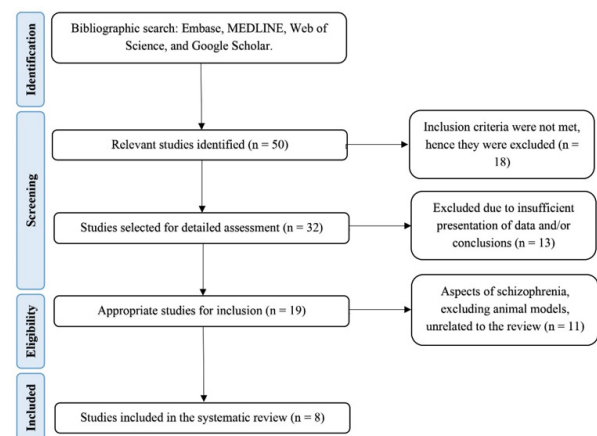 Identification
Bibliographic search: Embase, MEDLINE, Web of
Science, and Google Scholar.
Screening
Relevant studies identified (n = 50)
Inclusion criteria were not met,
hence they were excluded (n =
18)
Studies selected for detailed assessment (n = 32)
Excluded due to insufficient
presentation of data and/or
conclusions (n = 13)
Eligibility
Appropriate studies for inclusion (n = 19)
Aspects of schizophrenia,
excluding animal models,
unrelated to the review (n = 11)
Included
Studies included in the systematic review (n = 8)